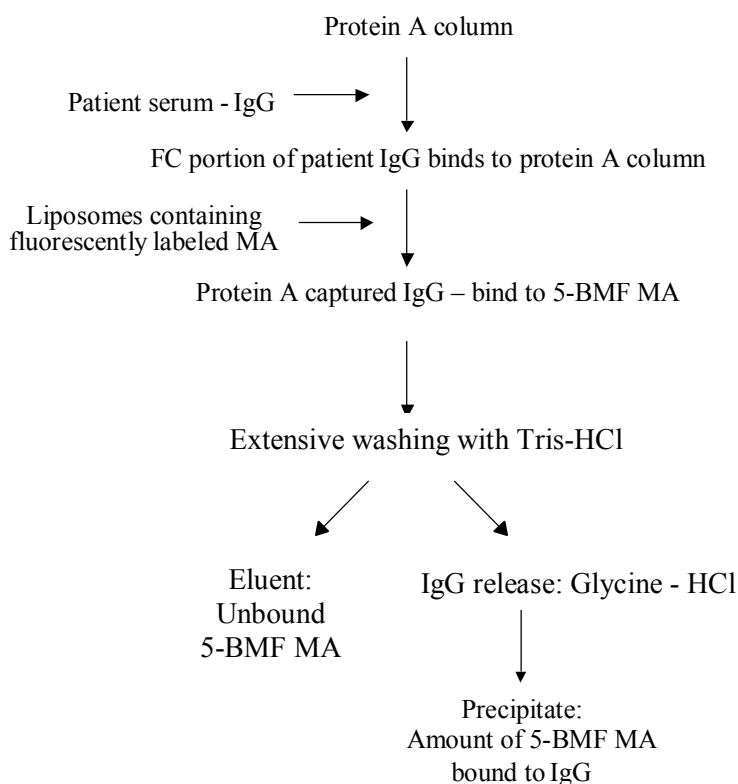 Protein A column
Patient serum - IgG
FC portion of patient IgG binds to protein A column
Liposomes containing
fluorescently labeled MA
Protein A captured IgG – bind to 5-BMF MA
Extensive washing with Tris-HCl
Eluent:
Unbound
5-BMF MA
IgG release: Glycine - HCl
Precipitate:
Amount of 5-BMF MA
bound to IgG